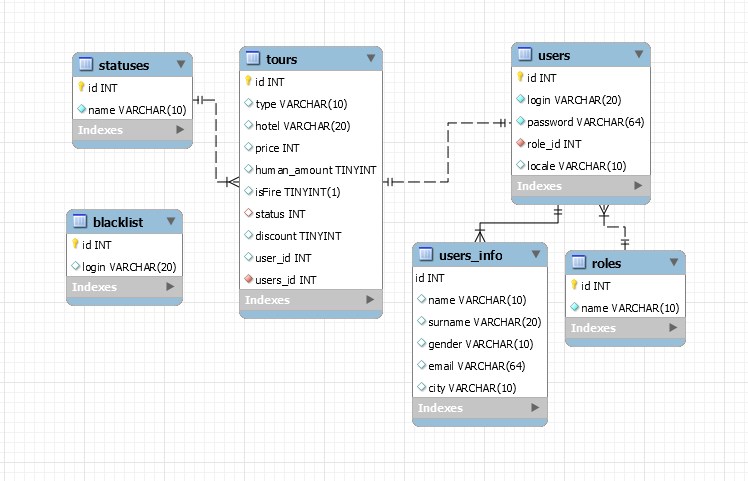 statuses
id INT
name VARCHAR(10)
Indexes
tours
id INT
type VARCHAR(10)
hotel VARCHAR(20)
price INT
human_amount TINYINT
isFire TINYINT(1)
status INT
discount TINYINT
user_id INT
users_id INT
Indexes
users
id INT
login VARCHAR(20)
password VARCHAR(64)
role_id INT
locale VARCHAR(10)
Indexes
blacklist
id INT
login VARCHAR(20)
Indexes
users_info
id INT
name VARCHAR(10)
surname VARCHAR(20)
gender VARCHAR(10)
email VARCHAR(64)
city VARCHAR(10)
Indexes
roles
id INT
name VARCHAR(10)
Indexes